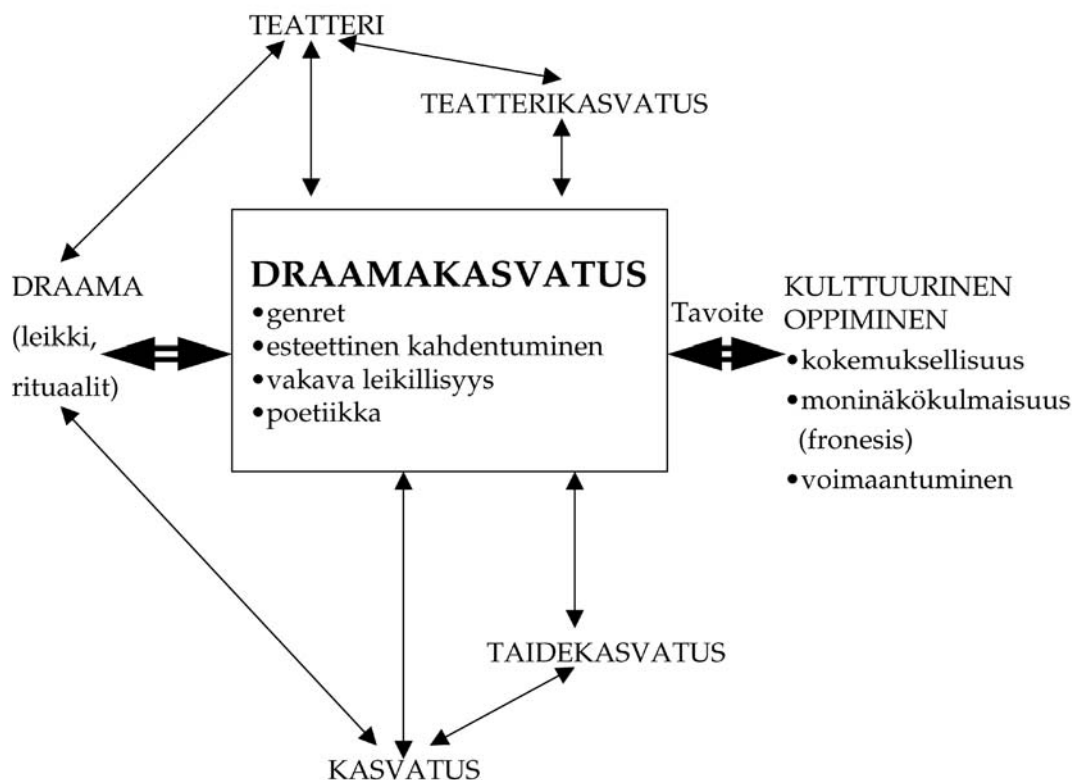 TEATTERI
TEATTERIKASVATUS
DRAAMA
(leikki,
rituaalit)
DRAAMAKASVATUS
•genret
•esteettinen kahdentuminen
•vakava leikillisyys
•poetiikka
Tavoite
KULTTUURINEN
OPPIMINEN
•kokemuksellisuus
•moninäkökulmaisuus
(fronesis)
•voimaantuminen
TAIDEKASVATUS
KASVATUS